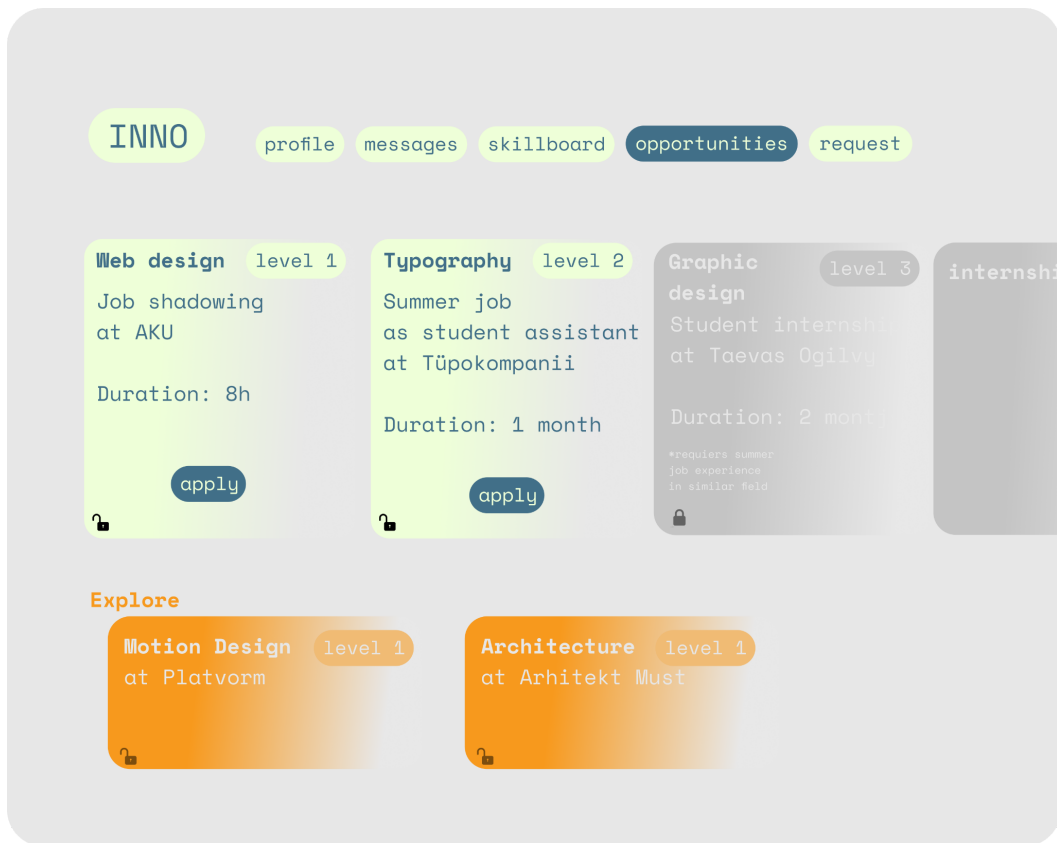 INNO
profile messages skillboard opportunities request
Web design level 1
Job shadowing
at AKU
Duration: 8h
apply
Typography level 2
Summer job
as student assistant
at Tüpokompanii
Duration: 1 month
apply
Graphic
design
level 3
Student internship
at Taevas Ogilvy
Duration: 2 mont
*requiers summer
job experience
in similar field
internshi
Explore
Motion Design level 1
at Platvorm
Architecture level 1
at Arhitekt Must